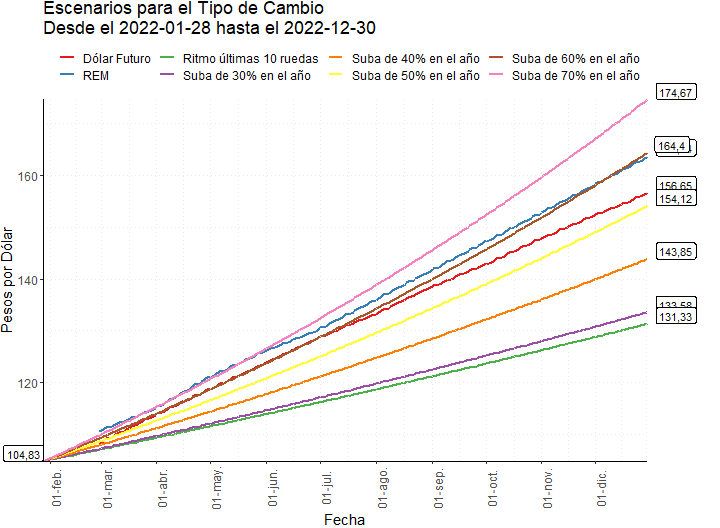 Escenarios para el Tipo de Cambio
Desde el 2022-01-28 hasta el 2022-12-30
Dólar Futuro
Ritmo últimas 10 ruedas
Suba de 40% en el año
Suba de 60% en el año
REM
Suba de 30% en el año
Suba de 50% en el año
Suba de 70% en el año
174,67
164,4
156,65
154,12
143,85
133,58
131,33
104,83
160
140
120
Pesos por Dólar
01-feb.
01-mar.
01-abr.
01-may.
01-jun.
01-jul.
01-ago.
01-sep.
01-oct.
01-nov.
01-dic.
Fecha